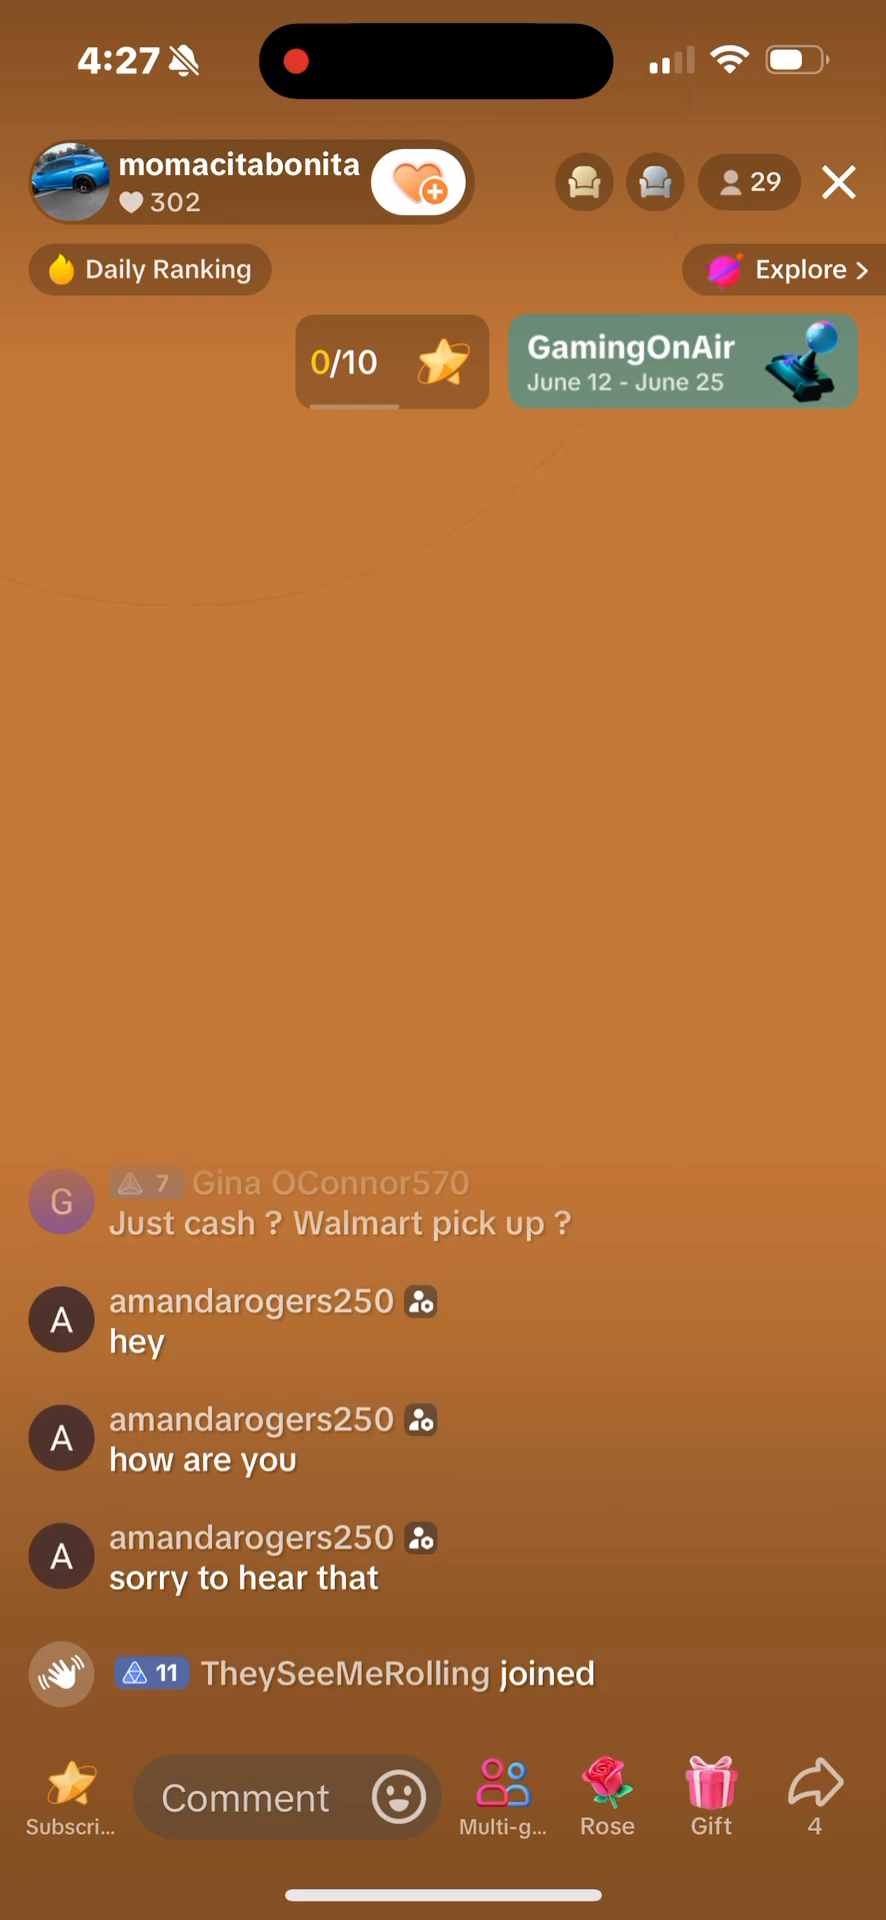 4:27
momacitabonita
302
29
Daily Ranking
Explore >
0/10
GamingOnAir
June 12 - June 25
G
7 Gina OConnor570
Just cash ? Walmart pick up ?
A
amandarogers250
hey
A
amandarogers250
how are you
A
amandarogers250
sorry to hear that
11 TheySeeMeRolling joined
Comment
Subscri...
Multi-g...
Rose
Gift
4